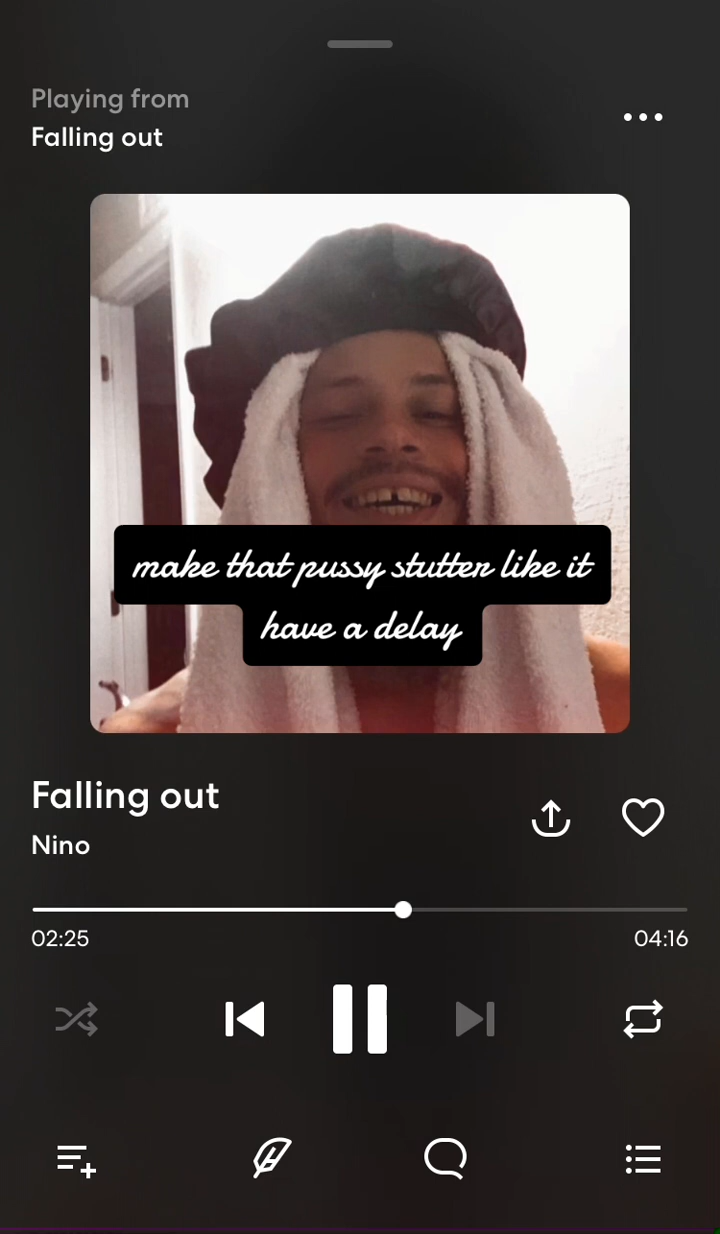 Playing from
Falling out
make that pussy stutter like it
have a delay
Falling out
Nino
02:25
04:16